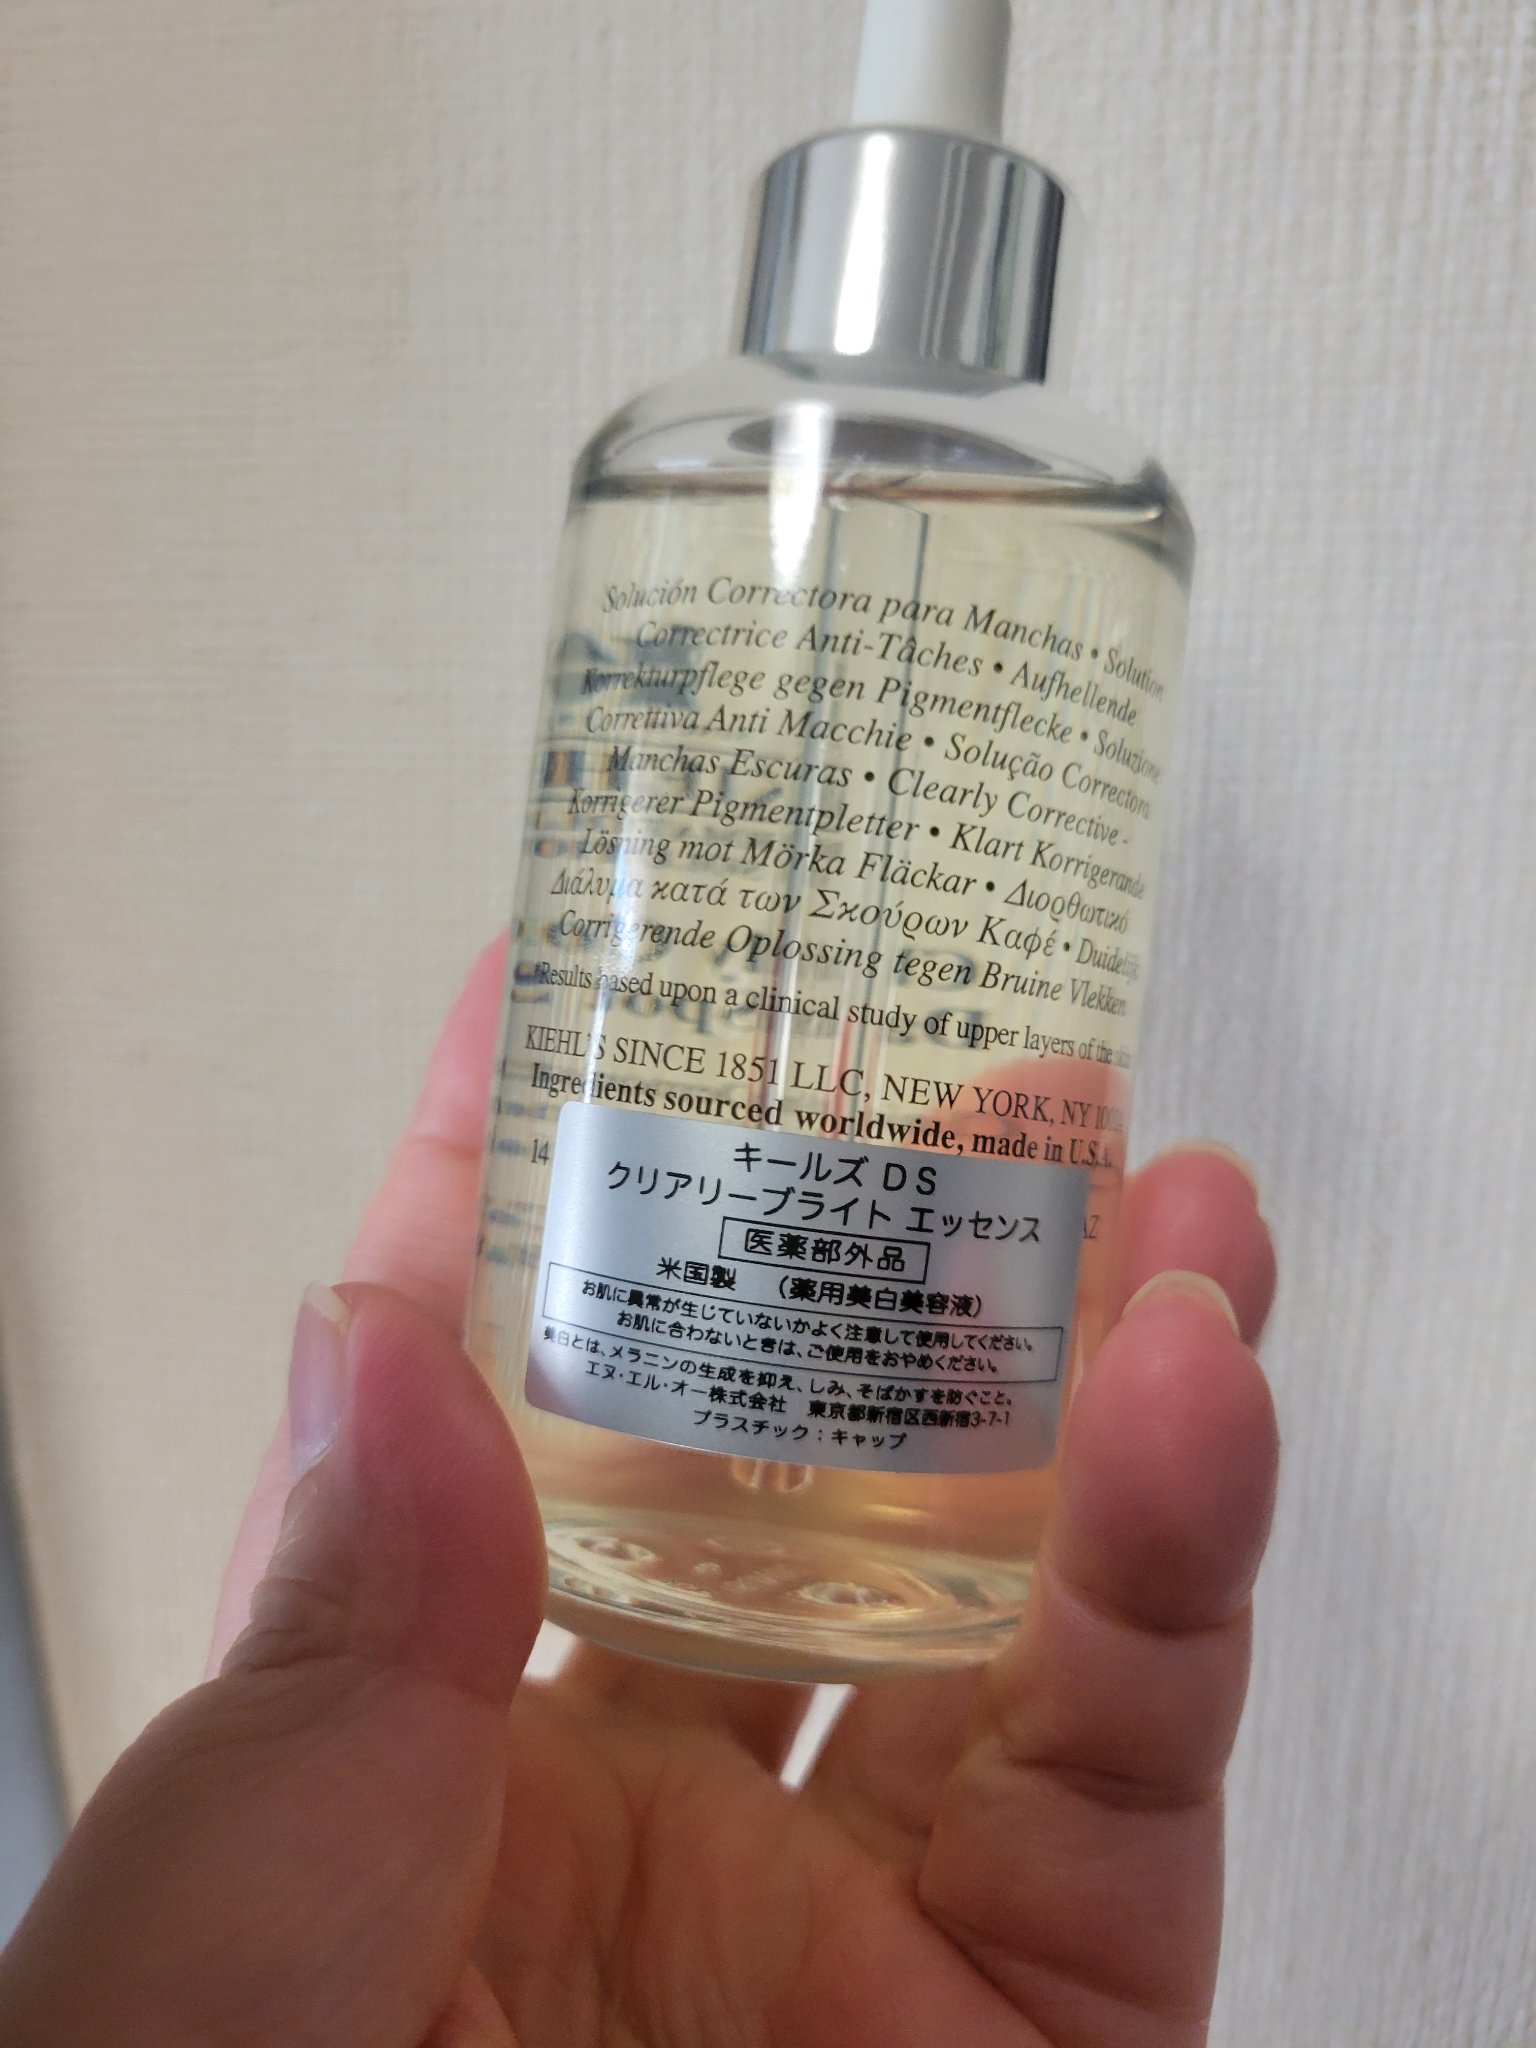 Solución Correctora para Manchas • Solution
Correctrice Anti-Tâches • Aufhellende
Korrekturpflege gegen Pigmentflecke • Soluzione
Correttiva Anti Macchie • Solução Correctora
Manchas Escuras • Clearly Corrective -
Korrigerer Pigmentpletter • Klart Korrigerande
Lösning mot Mörka Fläckar • Διορθωτικό
Διάλυμα κατά των Σκούρων Καφέ • Duidelijk
Corrigerende Oplossing tegen Bruine Vlekken
*Results based upon a clinical study of upper layers of the skin
KIEHL'S SINCE 1851 LLC, NEW YORK, NY
Ingredients sourced worldwide, made in U.S.A.
14
キールズ DS
クリアリーブライト エッセンス
医薬部外品
米国製 （薬用美白美容液）
お肌に異常が生じていないかよく注意して使用してください。
お肌に合わないときは、ご使用をおやめください。
美白とは、メラニンの生成を抑え、しみ、そばかすを防ぐこと。
エヌ・エル・オー株式会社 東京都新宿区西新宿3-7-1
プラスチック：キャップ